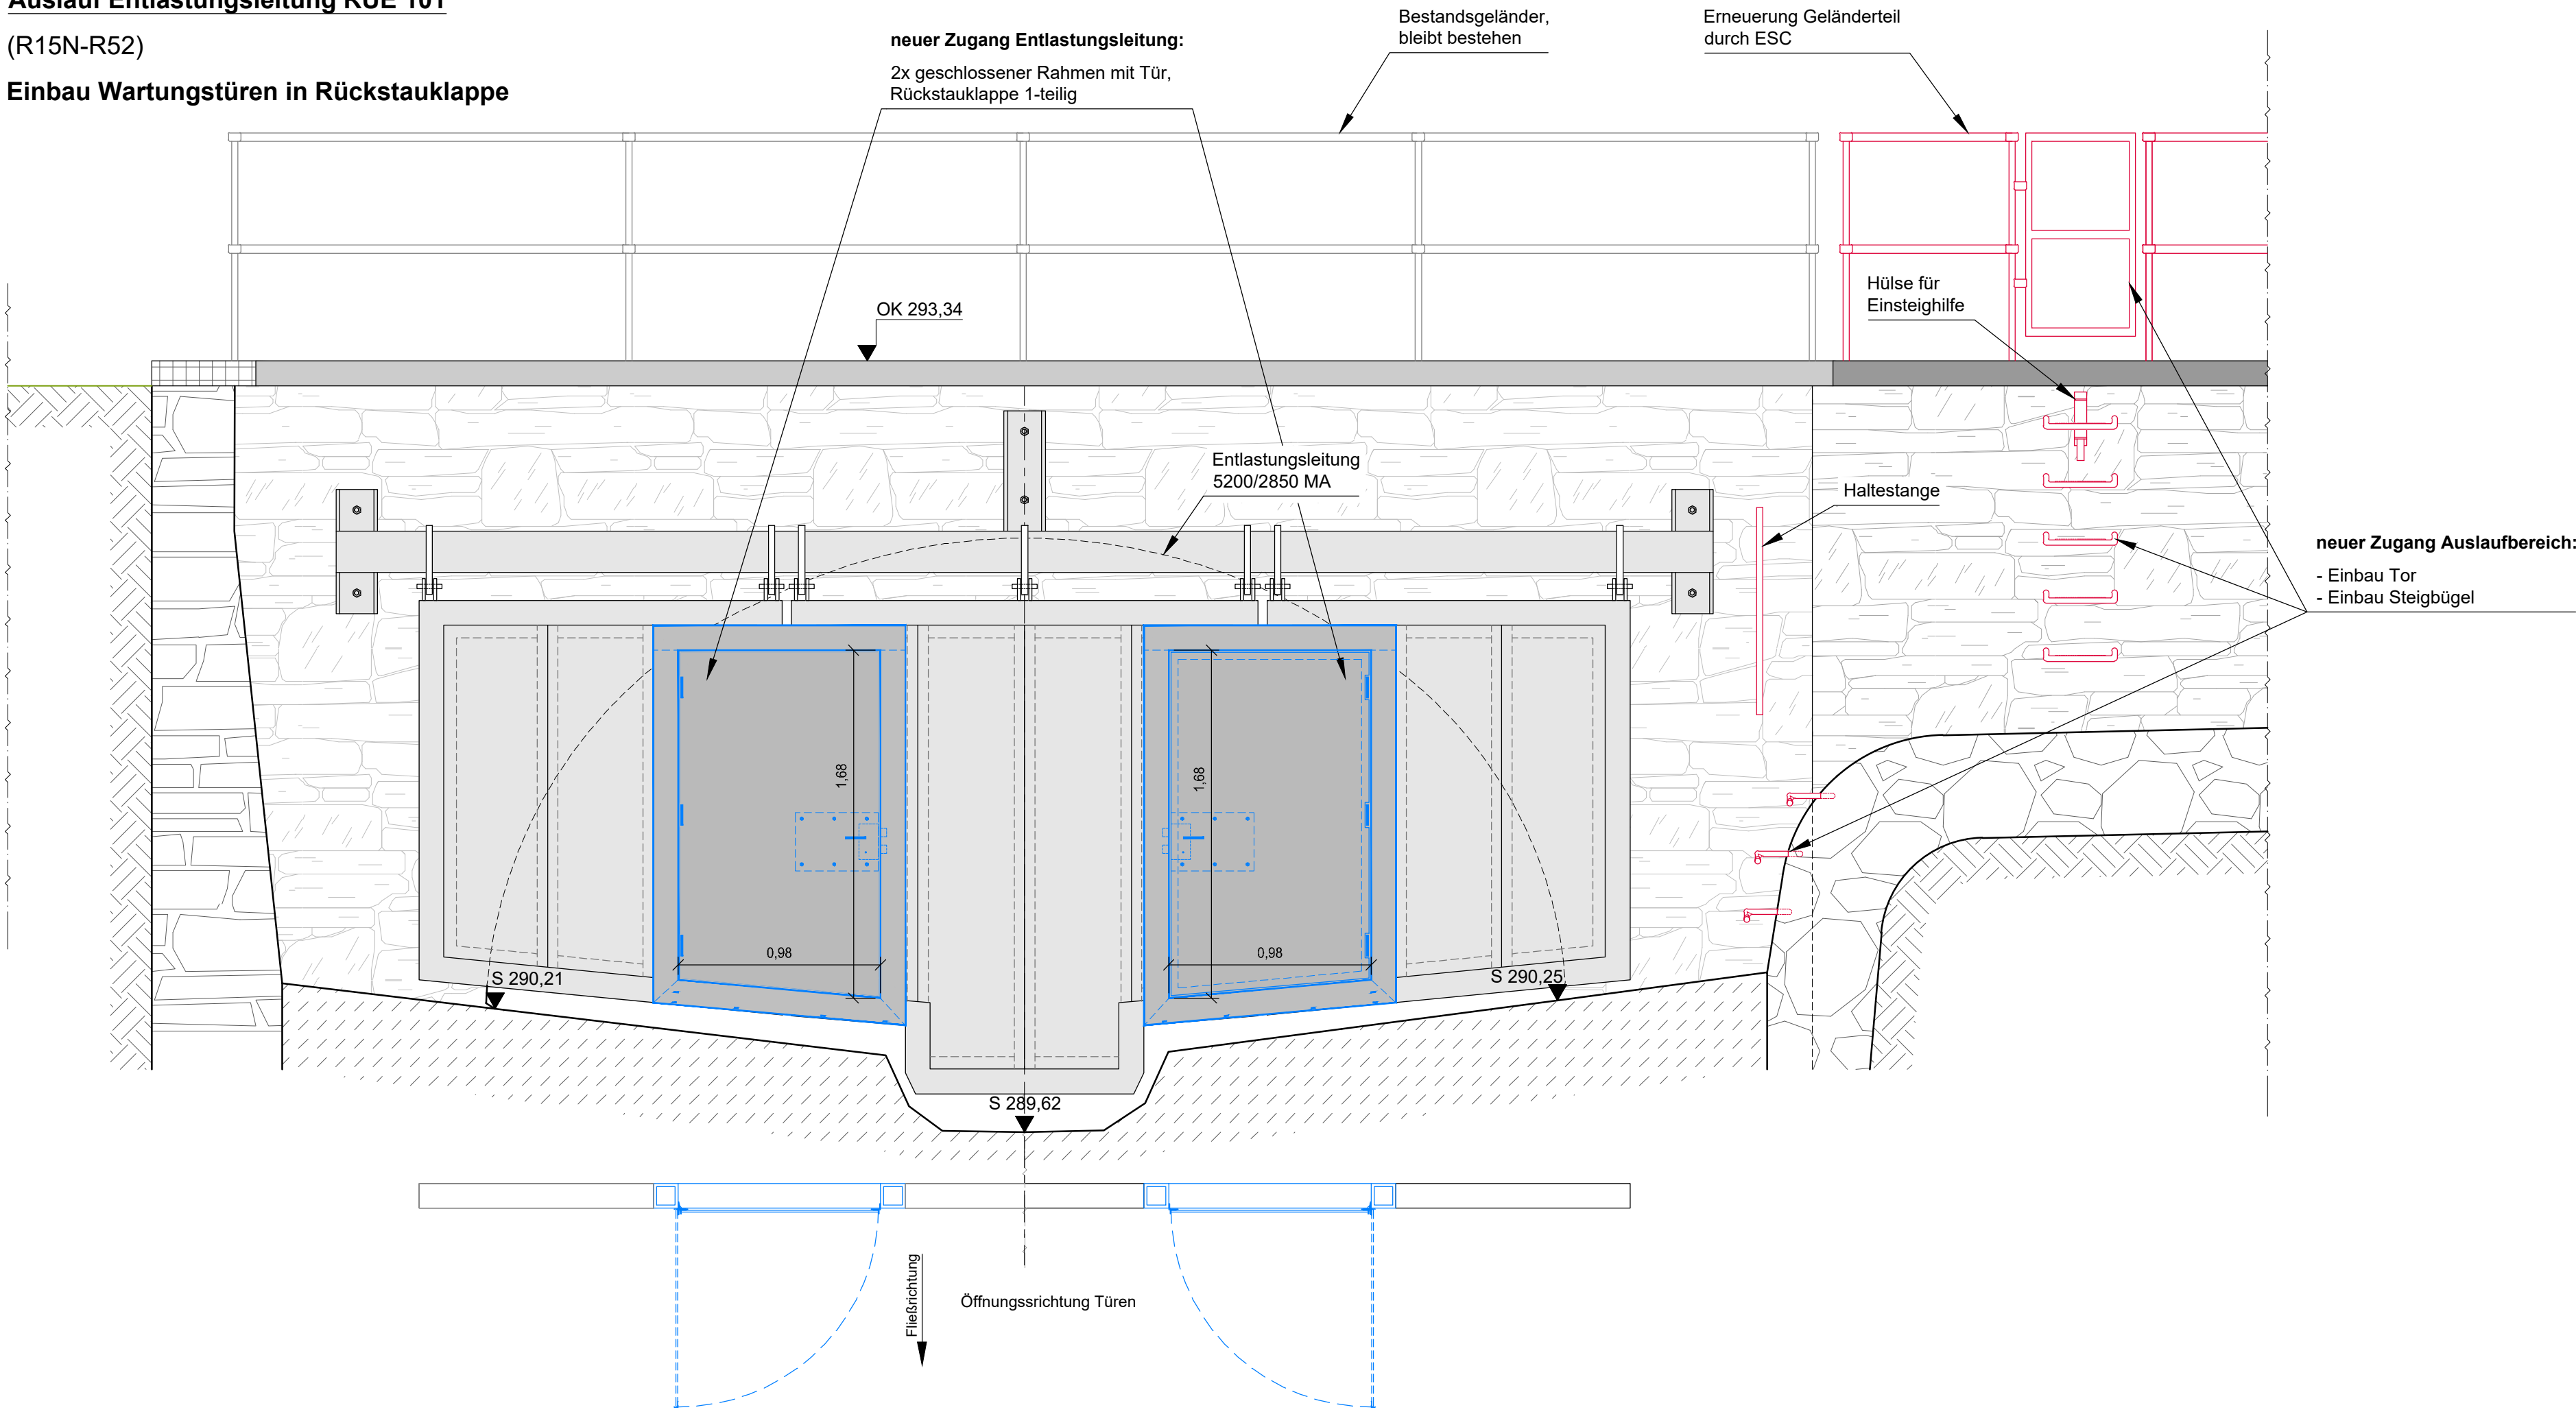 Auslauf Entlastungsleitung RÜE 101
(R15N-R52)
Einbau Wartungstüren in Rückstauklappe
neuer Zugang Entlastungsleitung:
2x geschlossener Rahmen mit Tür,
Rückstauklappe 1-teilig
Bestandsgeländer,
bleibt bestehen
Erneuerung Geländerteil
durch ESC
Hülse für
Einsteighilfe
OK 293,34
Entlastungsleitung
5200/2850 MA
Haltestange
neuer Zugang Auslaufbereich:
- Einbau Tor
- Einbau Steigbügel
1,68
1,68
0,98
0,98
S 290,21
S 290,25
S 289,62
Fließrichtung
Öffnungssrichtung Türen